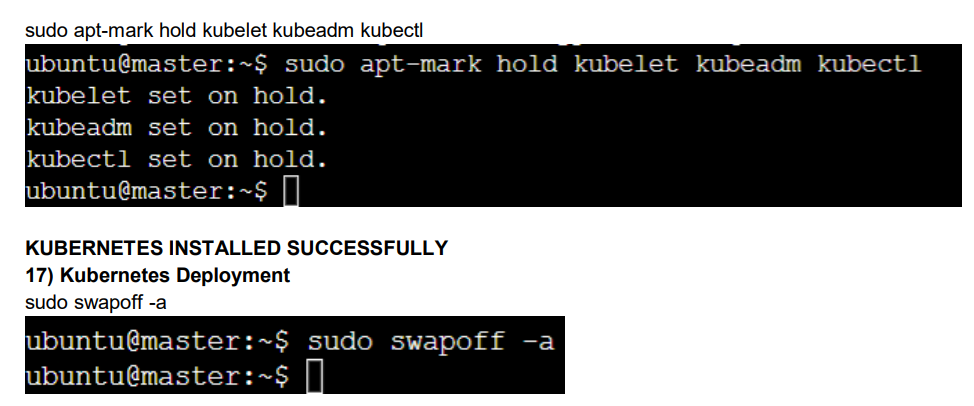 sudo apt-mark hold kubelet kubeadm kubectl
ubuntu@master:~$ sudo apt-mark hold kubelet kubeadm kubectl
kubelet set on hold.
kubeadm set on hold.
kubectl set on hold.
ubuntu@master:~$
KUBERNETES INSTALLED SUCCESSFULLY
17) Kubernetes Deployment
sudo swapoff -a
ubuntu@master:~$ sudo swapoff -a
ubuntu@master:~$